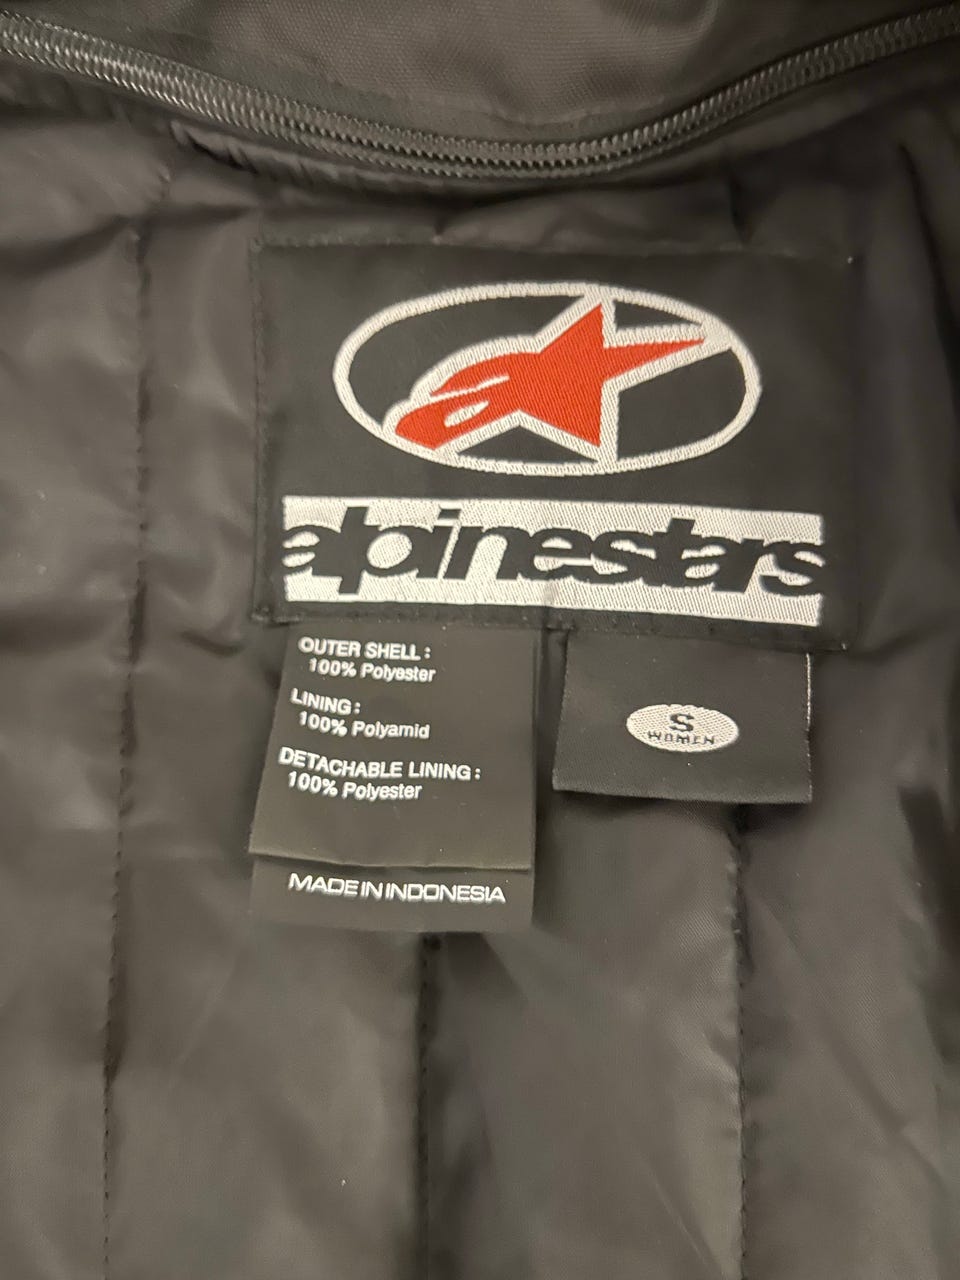 alpinestars
OUTER SHELL :
100% Polyester
LINING :
100% Polyamid
DETACHABLE LINING :
100% Polyester
MADE IN INDONESIA
S
WOMEN